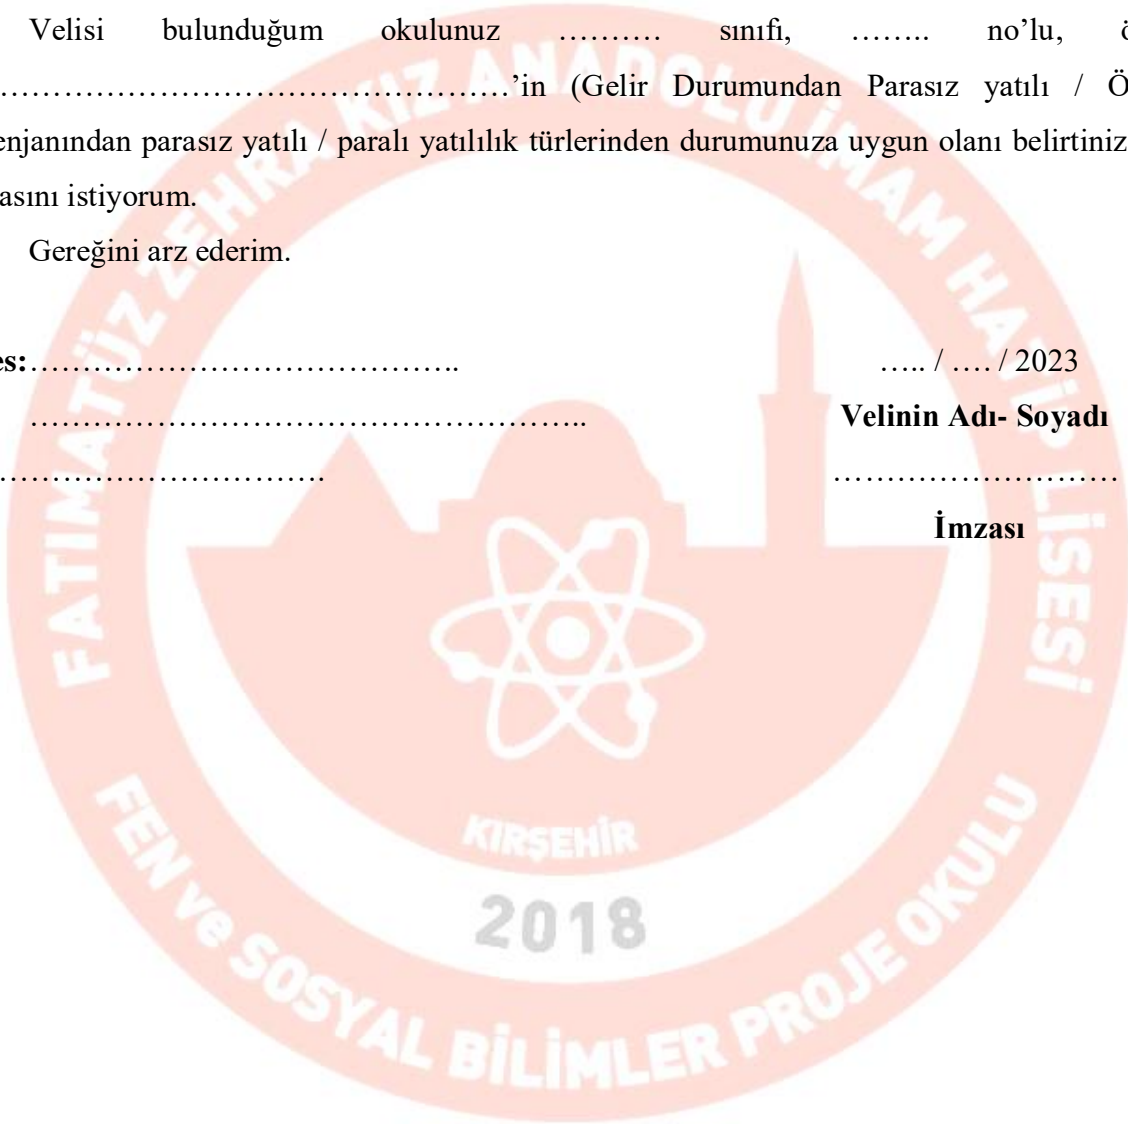 Velisi bulunduğum okulunuz ………. sınıfı, …….. no’lu, ö
…………………………………………’in (Gelir Durumundan Parasız yatılı / Ö
enjanından parasız yatılı / paralı yatılılık türlerinden durumunuza uygun olanı belirtiniz
asını istiyorum.
Gereğini arz ederim.
es:…………………………………….. ….. / …. / 2023
……………………………………………….. Velinin Adı- Soyadı
…………………………. ………………………
İmzası
FATIMATÜZ ZEHRA KIZ ANADOLU İMAM HATİP LİSESİ
KIRŞEHİR
2018
FEN ve SOSYAL BİLİMLER PROJE OKULU